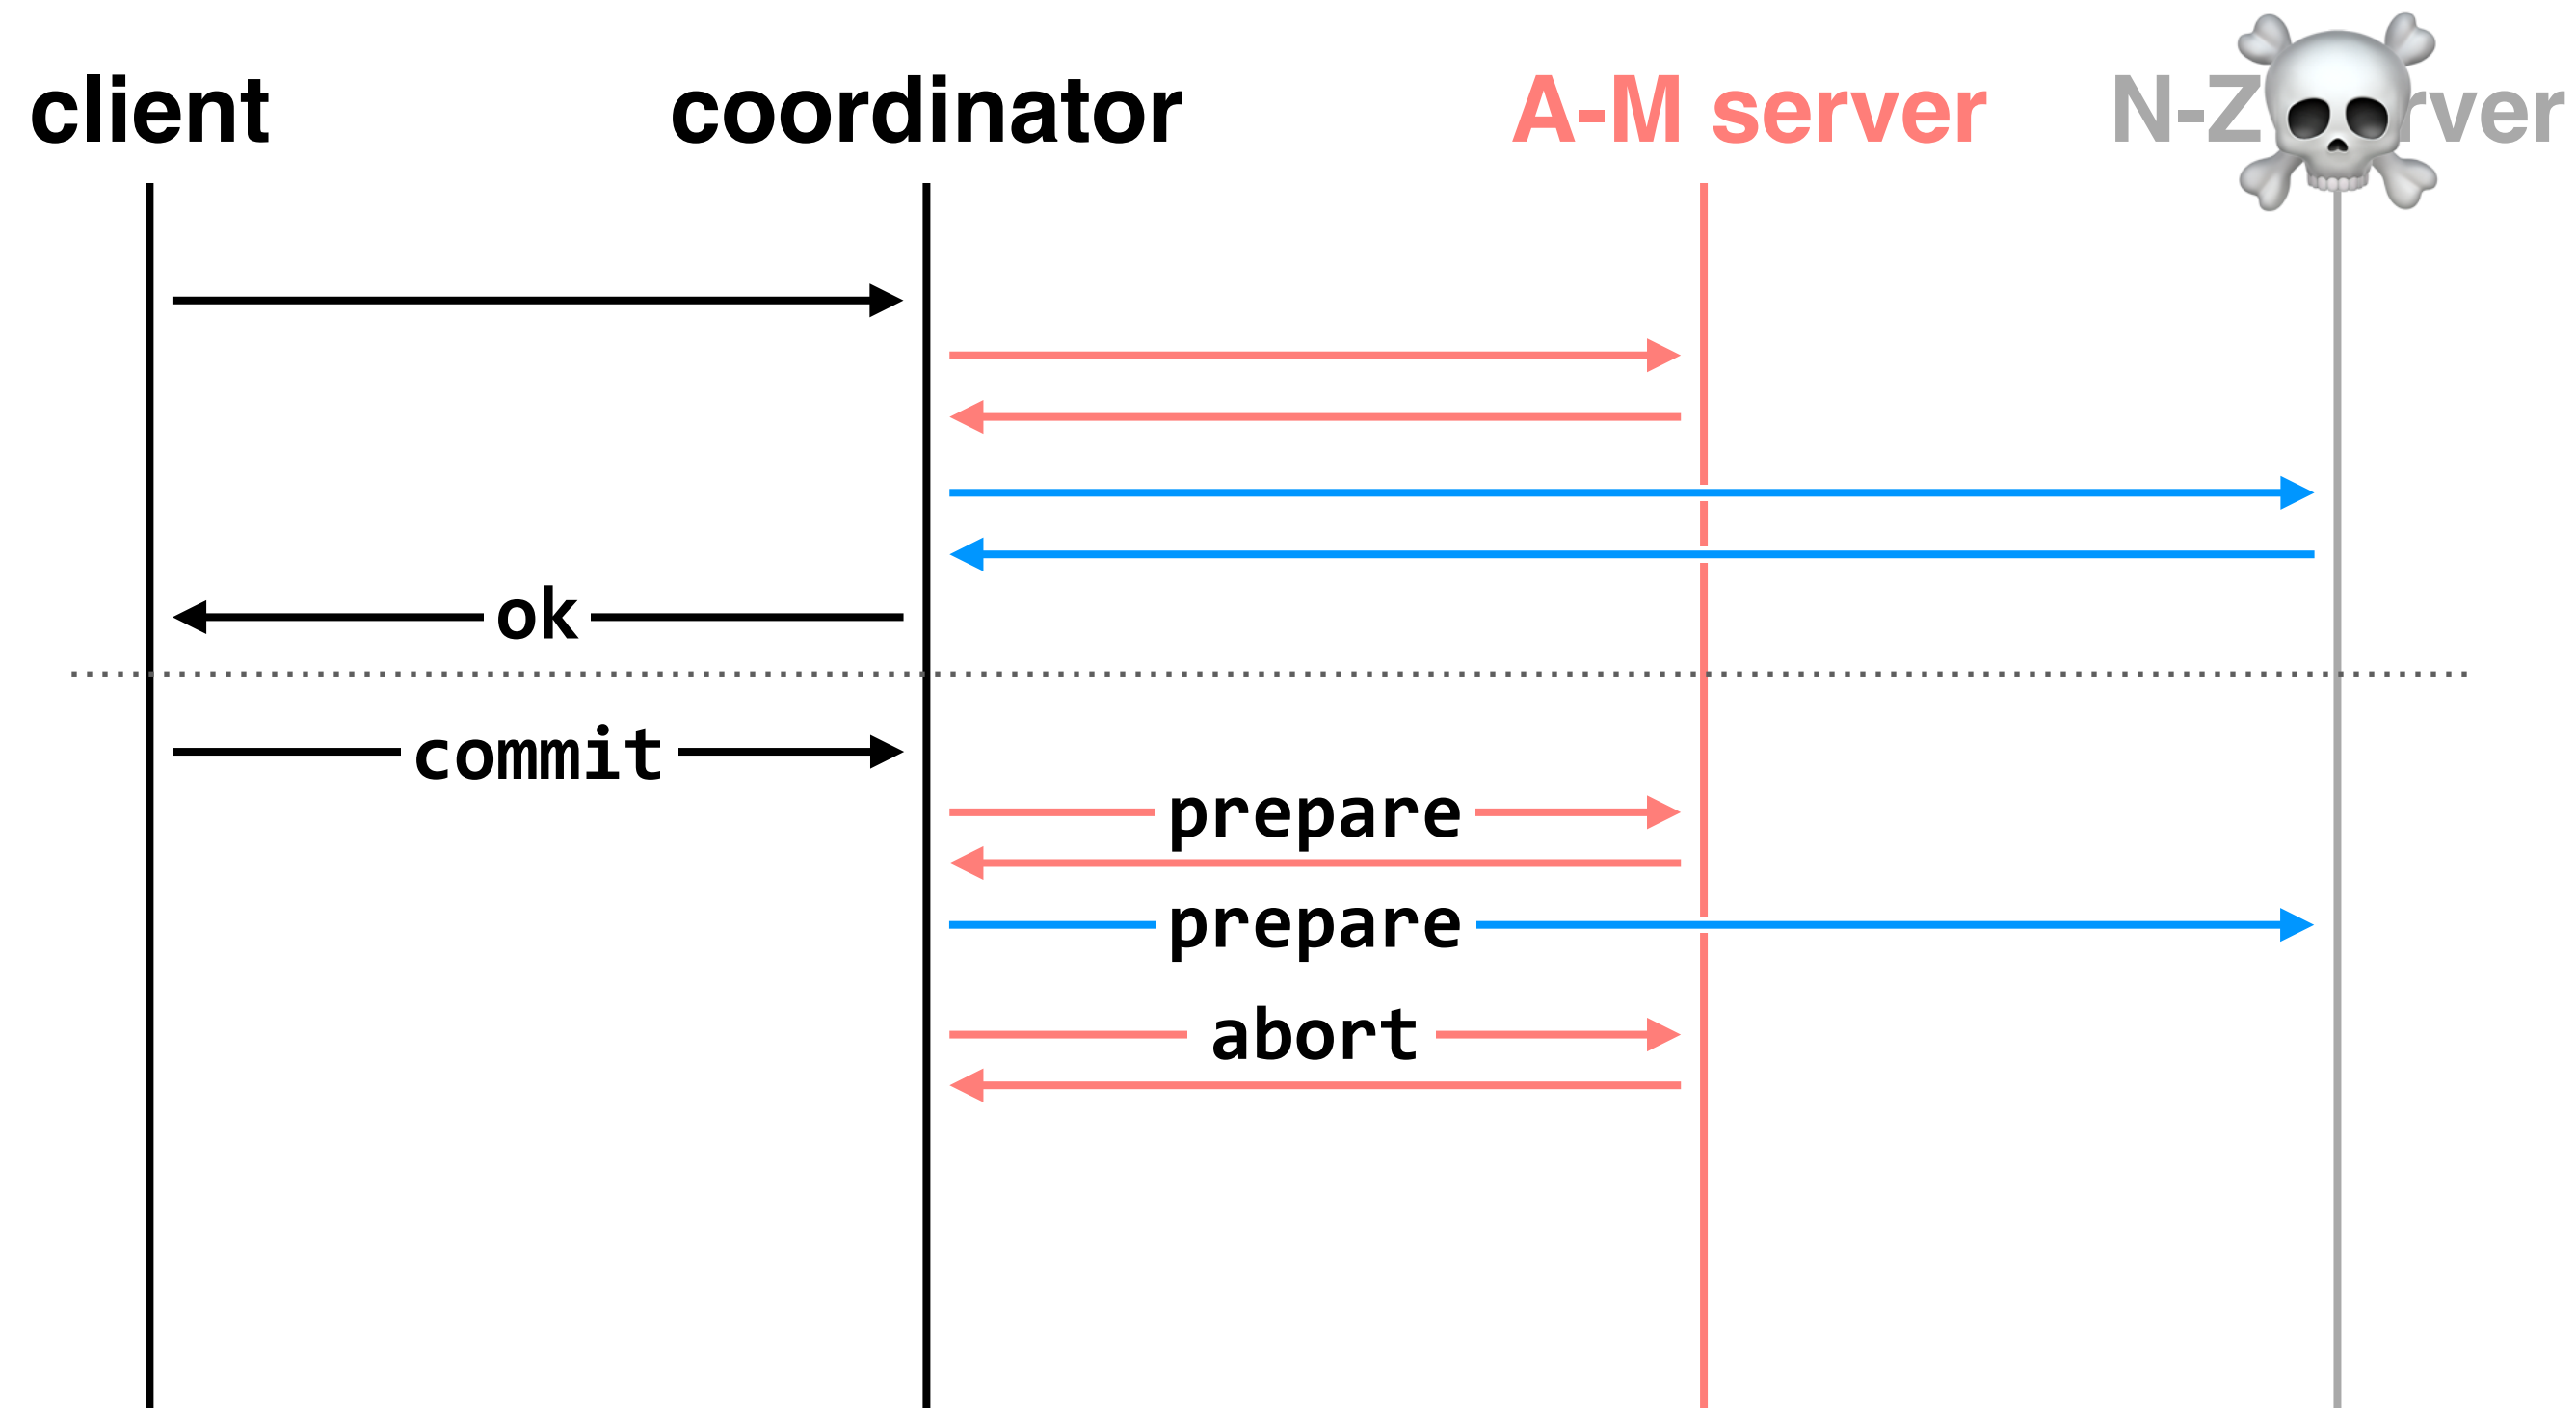 client coordinator A-M server N-Z rver
ok
commit
prepare
prepare
abort